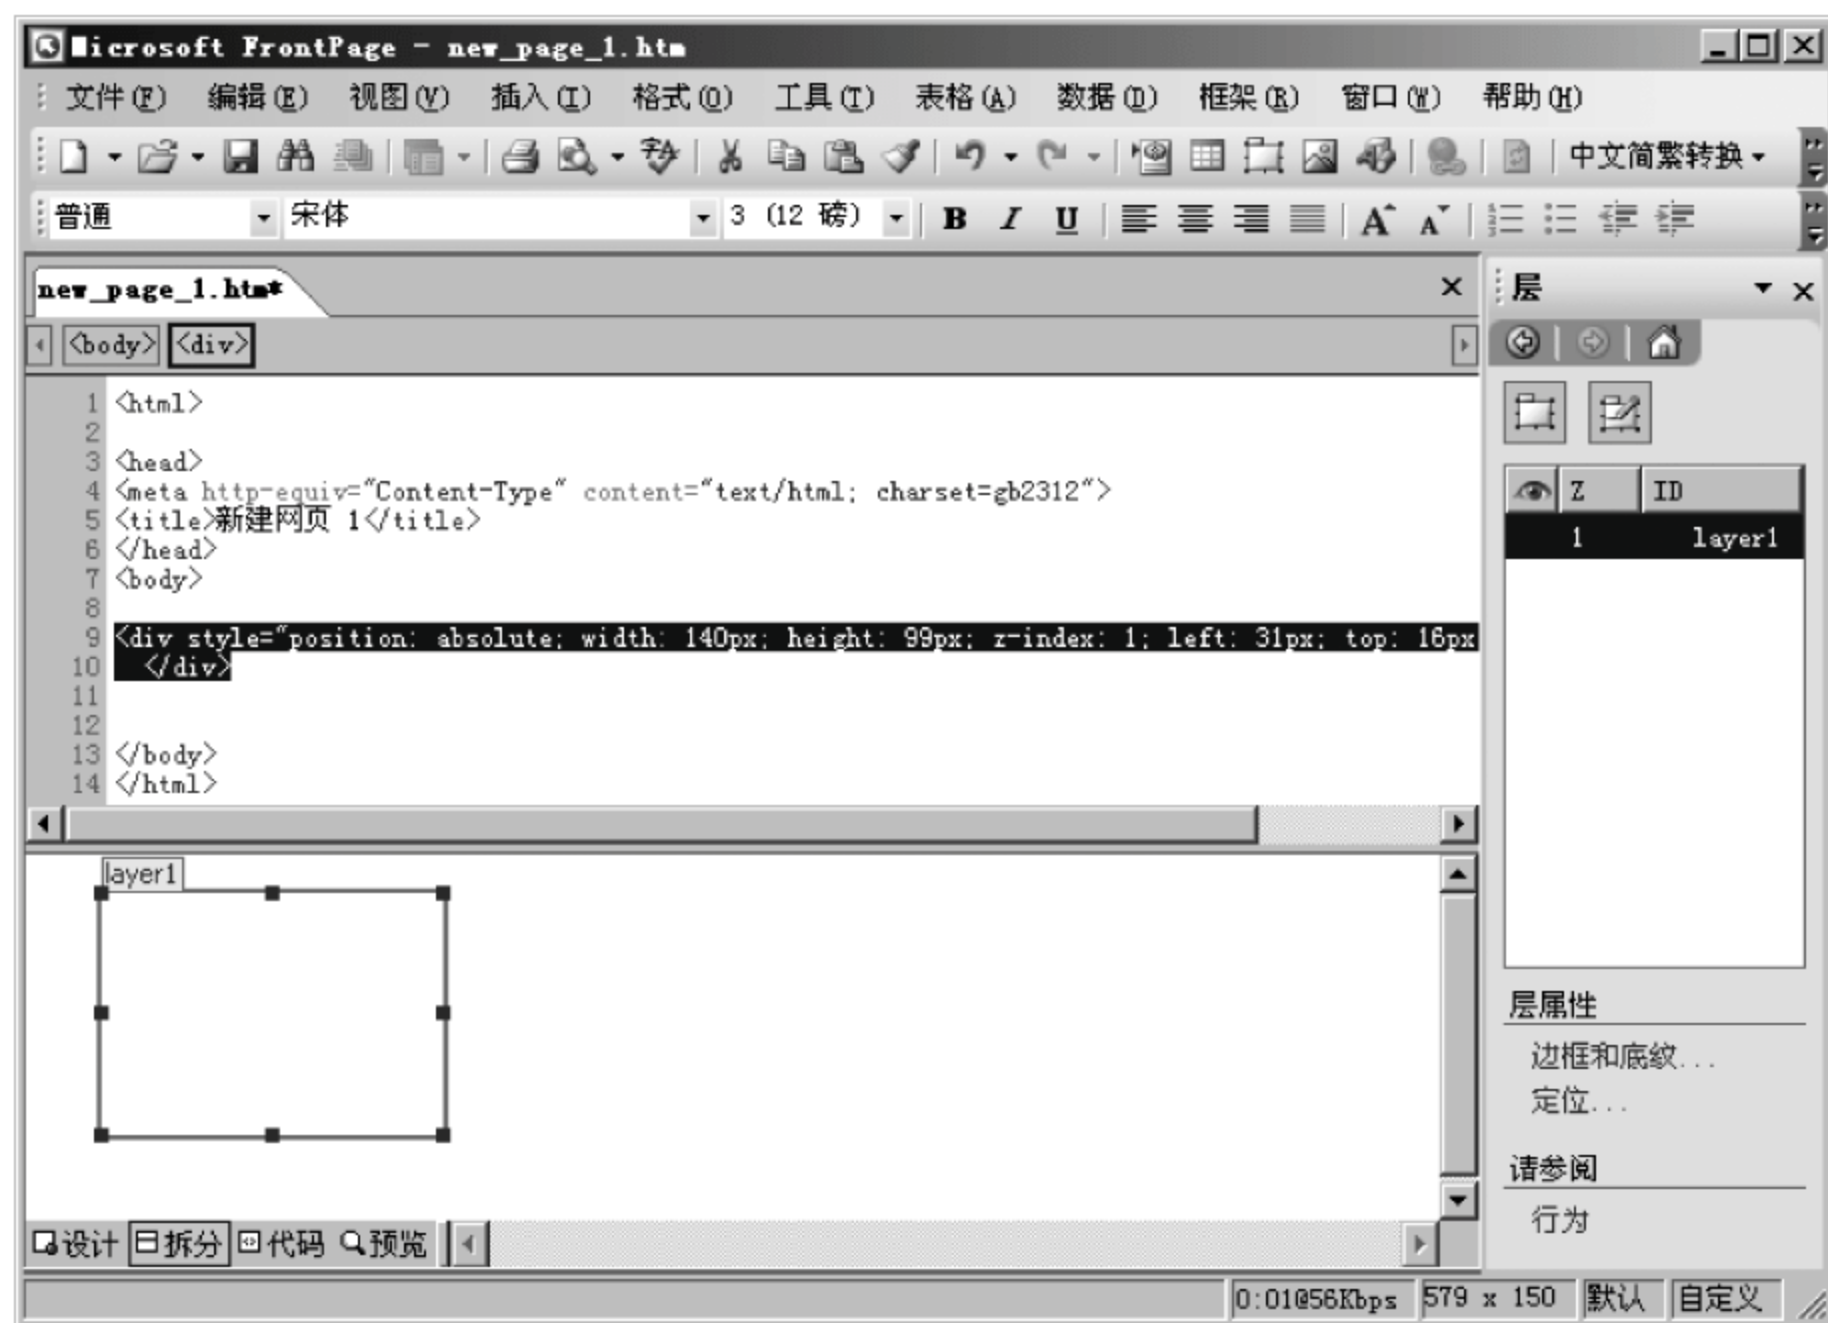 Microsoft FrontPage - new_page_1.htm
文件(F) 编辑(E) 视图(V) 插入(I) 格式(O) 工具(T) 表格(A) 数据(D) 框架(R) 窗口(W) 帮助(H)
中文简繁转换
普通 宋体 3 (12 磅) B I U A A
new_page_1.htm*
<body> <div>
1 <html>
2
3 <head>
4 <meta http-equiv="Content-Type" content="text/html; charset=gb2312">
5 <title>新建网页 1</title>
6 </head>
7 <body>
8
9 <div style="position: absolute; width: 140px; height: 99px; z-index: 1; left: 31px; top: 16px
10 </div>
11
12
13 </body>
14 </html>
layer1
设计 拆分 代码 预览
层
Z ID
1 layer1
层属性
边框和底纹...
定位...
请参阅
行为
0:01@56Kbps 579 x 150 默认 自定义